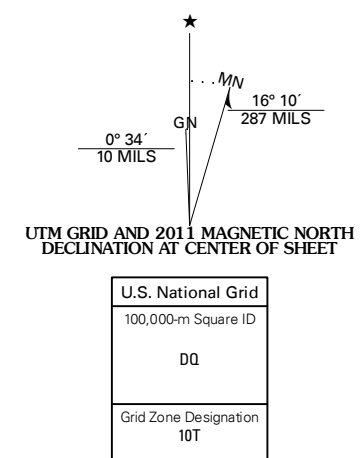 MN
16° 10´
287 MILS
GN
0° 34´
10 MILS
UTM GRID AND 2011 MAGNETIC NORTH
DECLINATION AT CENTER OF SHEET
U.S. National Grid
100,000-m Square ID
DQ
Grid Zone Designation
10T